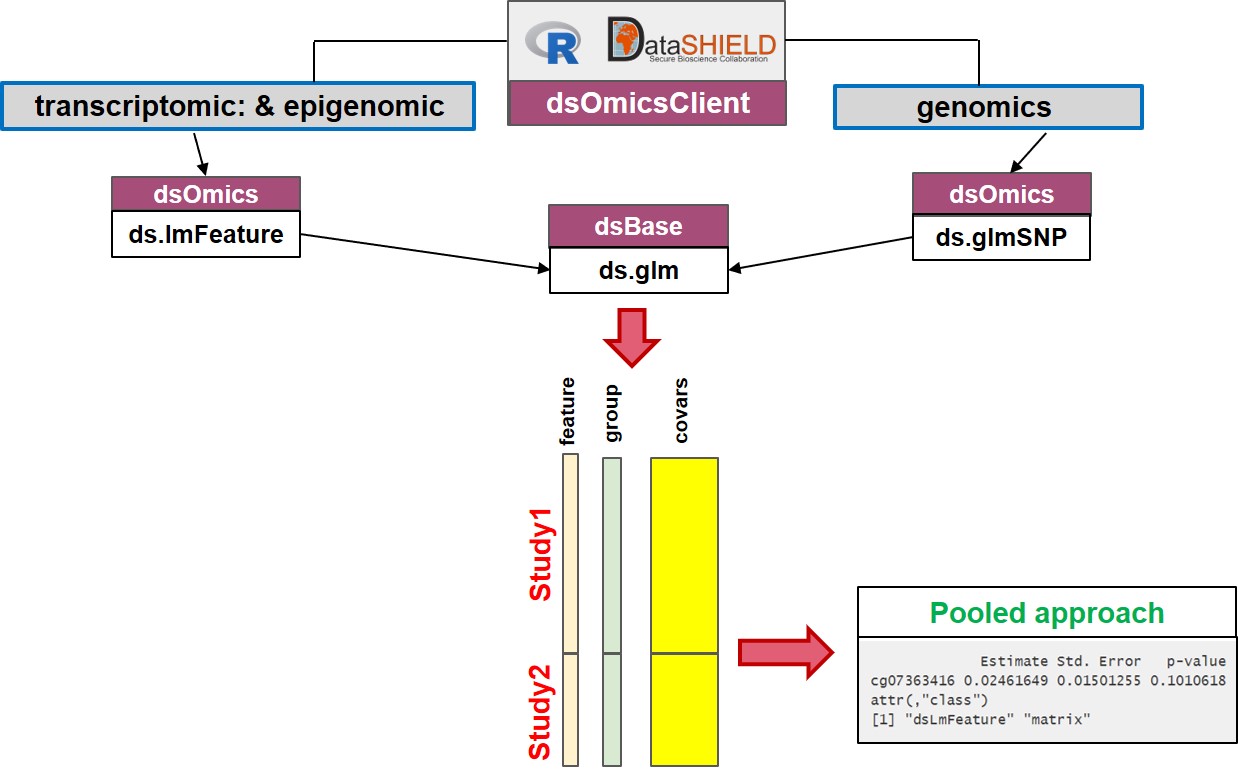 R DataSHIELD
Secure Bioscience Collaboration
dsOmicsClient
transcriptomic: & epigenomic
genomics
dsOmics
ds.lmFeature
dsBase
ds.glm
dsOmics
ds.glmSNP
feature
group
covars
Study1
Study2
Pooled approach
Estimate Std. Error p-value
cg07363416 0.02461649 0.01501255 0.1010618
attr(,"class")
[1] "dsLmFeature" "matrix"